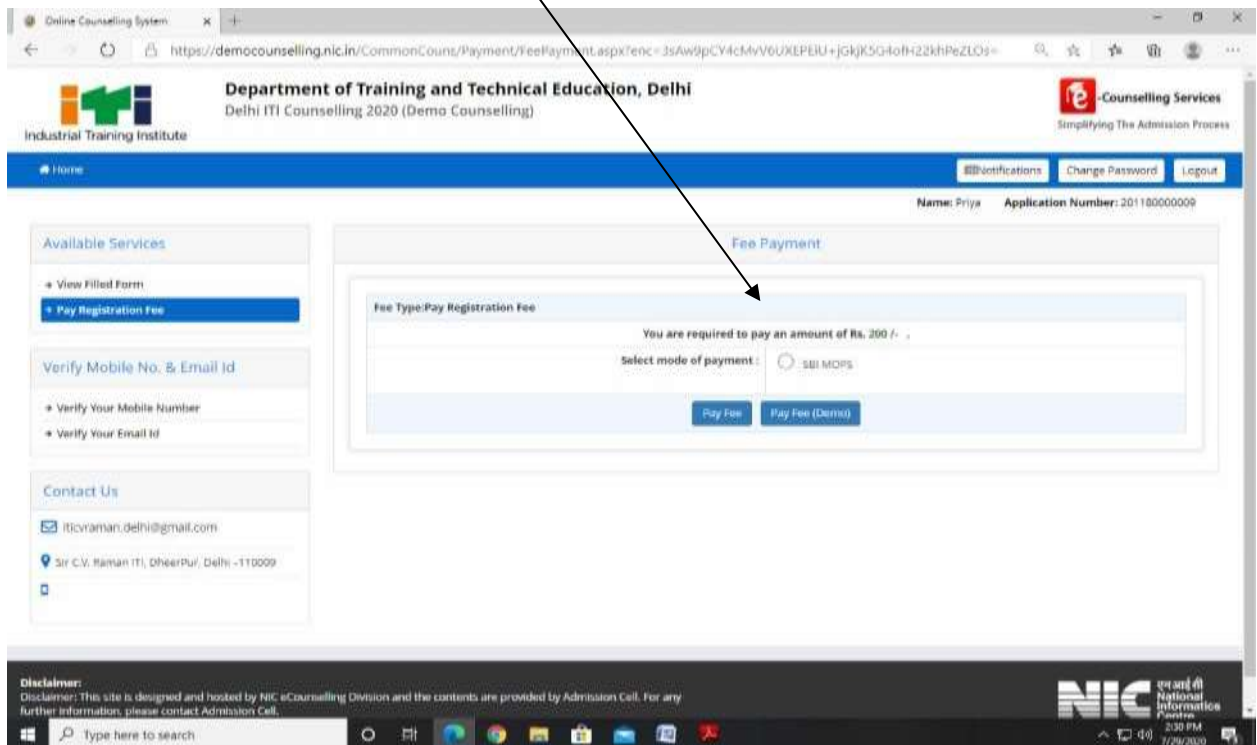 Online Counselling System
https://democounselling.nic.in/CommonCouns/Payment/FeePayment.aspx?enc=
Department of Training and Technical Education, Delhi
Delhi ITI Counselling 2020 (Demo Counselling)
Industrial Training Institute
e -Counselling Services
Simplifying The Admission Process
Home
Notifications
Change Password
Logout
Name: Priya Application Number: 201180000009
Available Services
View Filled Form
Pay Registration Fee
Verify Mobile No. & Email Id
Verify Your Mobile Number
Verify Your Email Id
Contact Us
iticvraman.delhi@gmail.com
Sir C.V. Raman ITI, DheerPur, Delhi -110009
Fee Payment
Fee Type:Pay Registration Fee
You are required to pay an amount of Rs. 200 /- .
Select mode of payment :
SBI MOPS
Pay Fee
Pay Fee (Demo)
Disclaimer:
Disclaimer: This site is designed and hosted by NIC eCounselling Division and the contents are provided by Admission Cell. For any
further information, please contact Admission Cell.
NIC
एन आई सी
National
Informatics
Centre
Type here to search
2:30 PM
7/29/2020